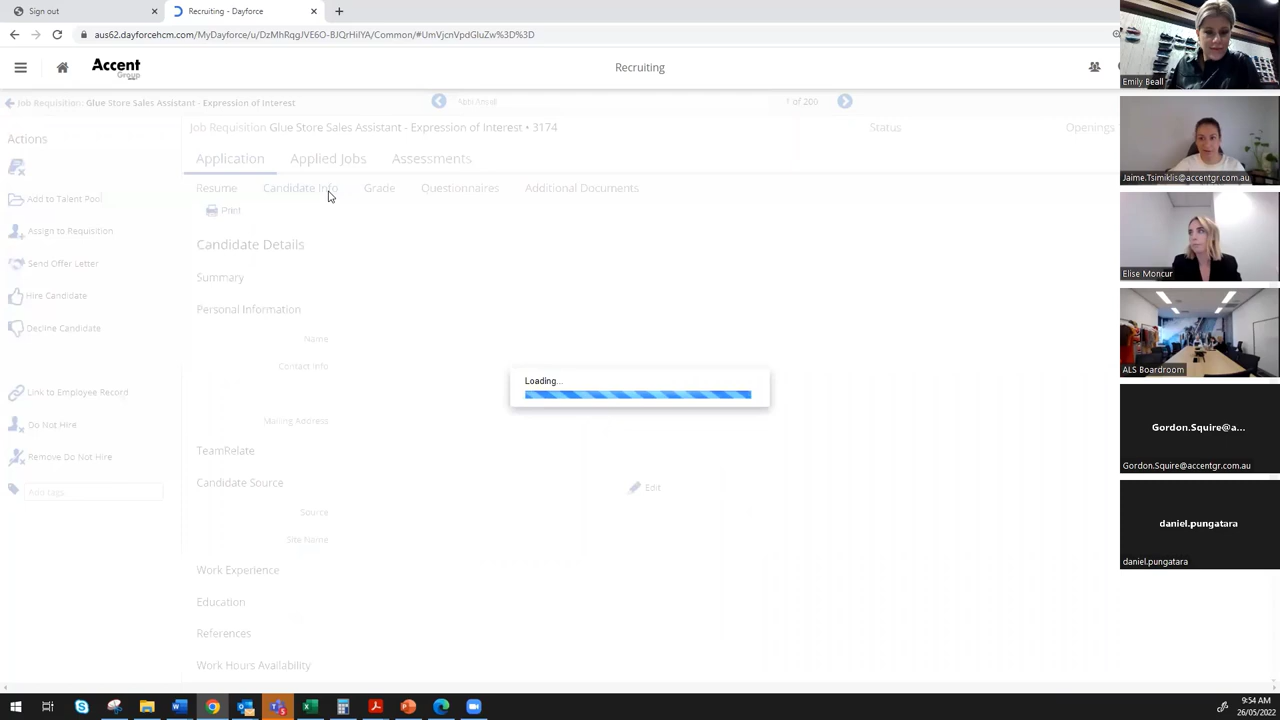 Sign out
Recruiting - Dayforce
aus62.dayforcehcm.com/MyDayforce/u/DzMhRqgJVE6O-BJQrHilYA/Common/#UmVjcnVpdGluZw%3D%3D
Accent
Group
Recruiting
Job Requisition: Glue Store Sales Assistant - Expression of Interest
1 of 200
Job Requisition Glue Store Sales Assistant - Expression of Interest • 3174
Status
Openings
Actions
Application
Applied Jobs
Assessments
Resume
Candidate Info
Grade
Questionnaires
Additional Documents
Add to Talent Pool
Print
Assign to Requisition
Candidate Details
Send Offer Letter
Summary
Hire Candidate
Personal Information
Decline Candidate
Name
Contact Info
Loading...
Link to Employee Record
Do Not Hire
Mailing Address
Remove Do Not Hire
TeamRelate
Add tags
Candidate Source
Edit
Source
Site Name
Work Experience
Education
References
Work Hours Availability
Emily Beall
Jaime.Tsimiklis@accentgr.com.au
Elise Moncur
ALS Boardroom
Gordon.Squire@a...
Gordon.Squire@accentgr.com.au
daniel.pungatara
daniel.pungatara
9:54 AM
26/05/2022